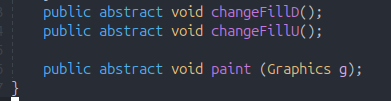 public abstract void changeFillD();
public abstract void changeFillU();
public abstract void paint (Graphics g);
}